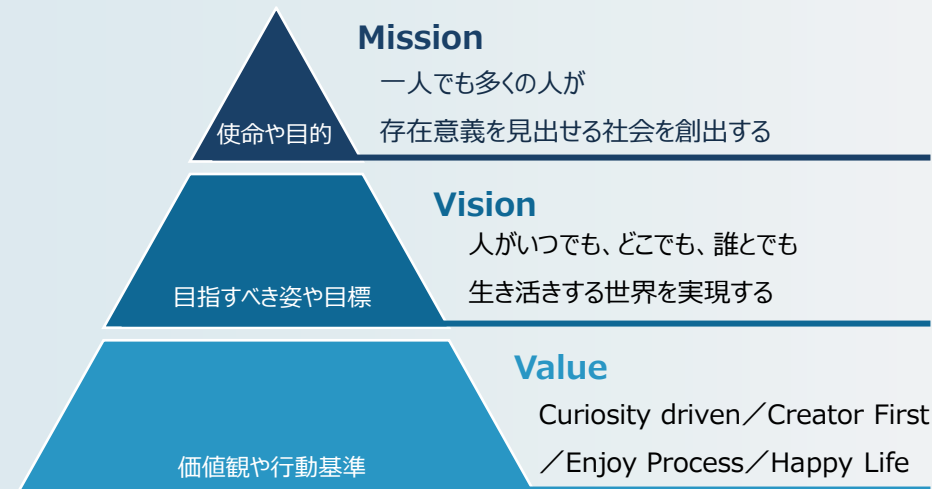 Mission
一人でも多くの人が
存在意義を見出せる社会を創出する
使命や目的
Vision
人がいつでも、どこでも、誰とでも
生き活きする世界を実現する
目指すべき姿や目標
Value
Curiosity driven／Creator First
／Enjoy Process／Happy Life
価値観や行動基準